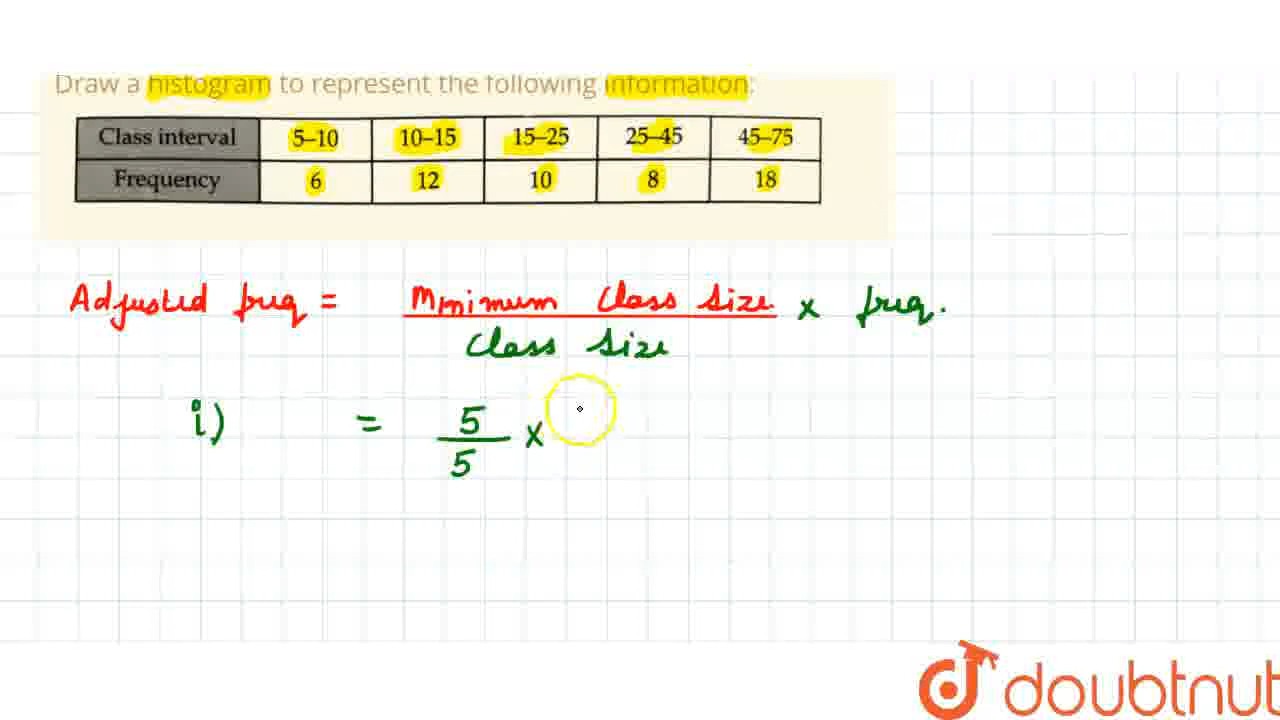 Draw a histogram to represent the following information:
Class interval 5–10 10–15 15–25 25–45 45–75
Frequency 6 12 10 8 18
Adjusted freq = Minimum class size × freq.
class size
i) = 5 ×
5
doubtnut